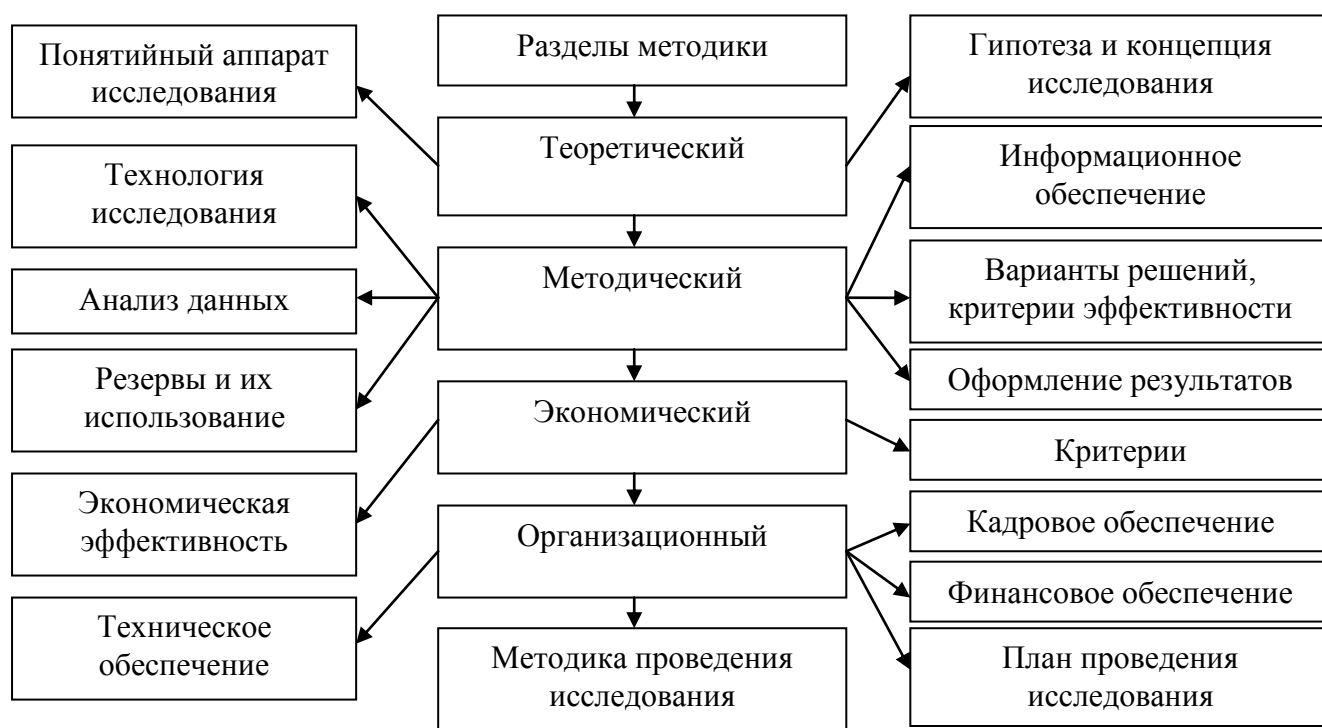 Понятийный аппарат
исследования
Технология
исследования
Анализ данных
Резервы и их
использование
Экономическая
эффективность
Техническое
обеспечение
Разделы методики
Теоретический
Методический
Экономический
Организационный
Методика проведения
исследования
Гипотеза и концепция
исследования
Информационное
обеспечение
Варианты решений,
критерии эффективности
Оформление результатов
Критерии
Кадровое обеспечение
Финансовое обеспечение
План проведения
исследования